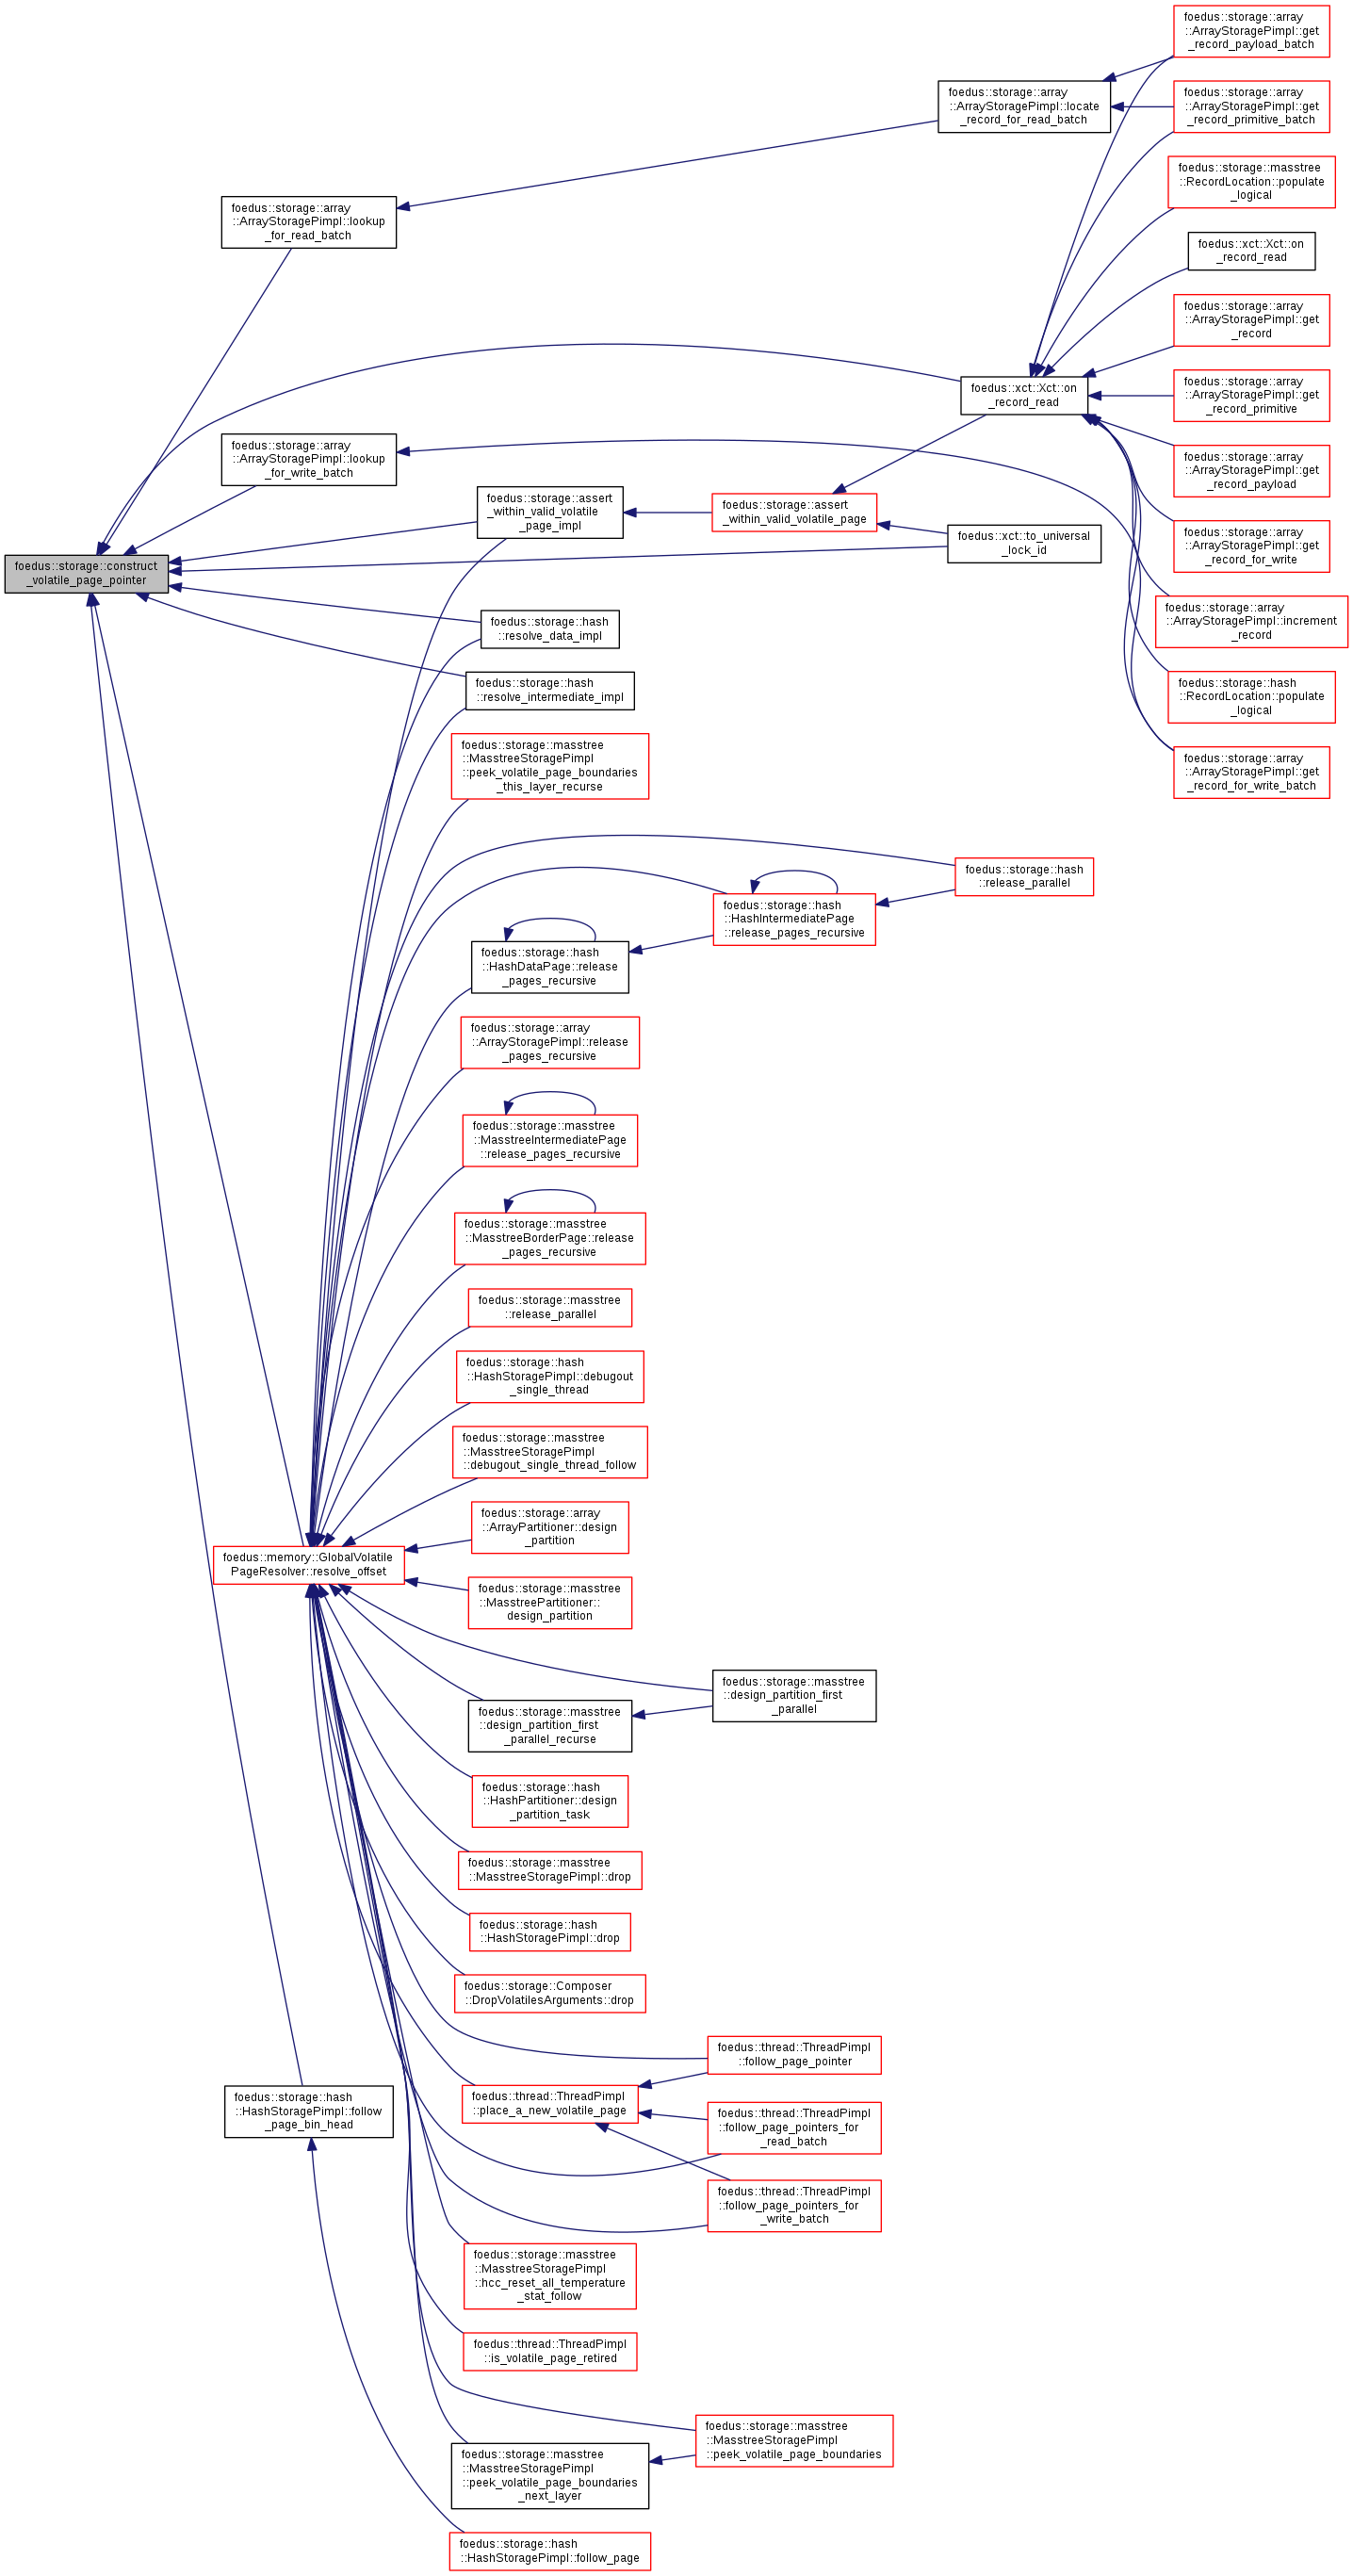 foedus::storage::array
::ArrayStoragePimpl::get
_record_payload_batch
foedus::storage::array
::ArrayStoragePimpl::locate
_record_for_read_batch
foedus::storage::array
::ArrayStoragePimpl::get
_record_primitive_batch
foedus::storage::masstree
::RecordLocation::populate
_logical
foedus::storage::array
::ArrayStoragePimpl::lookup
_for_read_batch
foedus::xct::Xct::on
_record_read
foedus::storage::array
::ArrayStoragePimpl::get
_record
foedus::xct::Xct::on
_record_read
foedus::storage::array
::ArrayStoragePimpl::get
_record_primitive
foedus::storage::array
::ArrayStoragePimpl::lookup
_for_write_batch
foedus::storage::array
::ArrayStoragePimpl::get
_record_payload
foedus::storage::assert
_within_valid_volatile
_page_impl
foedus::storage::assert
_within_valid_volatile_page
foedus::xct::to_universal
_lock_id
foedus::storage::array
::ArrayStoragePimpl::get
_record_for_write
foedus::storage::construct
_volatile_page_pointer
foedus::storage::array
::ArrayStoragePimpl::increment
_record
foedus::storage::hash
::resolve_data_impl
foedus::storage::hash
::resolve_intermediate_impl
foedus::storage::hash
::RecordLocation::populate
_logical
foedus::storage::masstree
::MasstreeStoragePimpl
::peek_volatile_page_boundaries
_this_layer_recurse
foedus::storage::array
::ArrayStoragePimpl::get
_record_for_write_batch
foedus::storage::hash
::release_parallel
foedus::storage::hash
::HashIntermediatePage
::release_pages_recursive
foedus::storage::hash
::HashDataPage::release
_pages_recursive
foedus::storage::array
::ArrayStoragePimpl::release
_pages_recursive
foedus::storage::masstree
::MasstreeIntermediatePage
::release_pages_recursive
foedus::storage::masstree
::MasstreeBorderPage::release
_pages_recursive
foedus::storage::masstree
::release_parallel
foedus::storage::hash
::HashStoragePimpl::debugout
_single_thread
foedus::storage::masstree
::MasstreeStoragePimpl
::debugout_single_thread_follow
foedus::storage::array
::ArrayPartitioner::design
_partition
foedus::memory::GlobalVolatile
PageResolver::resolve_offset
foedus::storage::masstree
::MasstreePartitioner::
design_partition
foedus::storage::masstree
::design_partition_first
_parallel
foedus::storage::masstree
::design_partition_first
_parallel_recurse
foedus::storage::hash
::HashPartitioner::design
_partition_task
foedus::storage::masstree
::MasstreeStoragePimpl::drop
foedus::storage::hash
::HashStoragePimpl::drop
foedus::storage::Composer
::DropVolatilesArguments::drop
foedus::thread::ThreadPimpl
::follow_page_pointer
foedus::thread::ThreadPimpl
::place_a_new_volatile_page
foedus::storage::hash
::HashStoragePimpl::follow
_page_bin_head
foedus::thread::ThreadPimpl
::follow_page_pointers_for
_read_batch
foedus::thread::ThreadPimpl
::follow_page_pointers_for
_write_batch
foedus::storage::masstree
::MasstreeStoragePimpl
::hcc_reset_all_temperature
_stat_follow
foedus::thread::ThreadPimpl
::is_volatile_page_retired
foedus::storage::masstree
::MasstreeStoragePimpl
::peek_volatile_page_boundaries
foedus::storage::masstree
::MasstreeStoragePimpl
::peek_volatile_page_boundaries
_next_layer
foedus::storage::hash
::HashStoragePimpl::follow_page